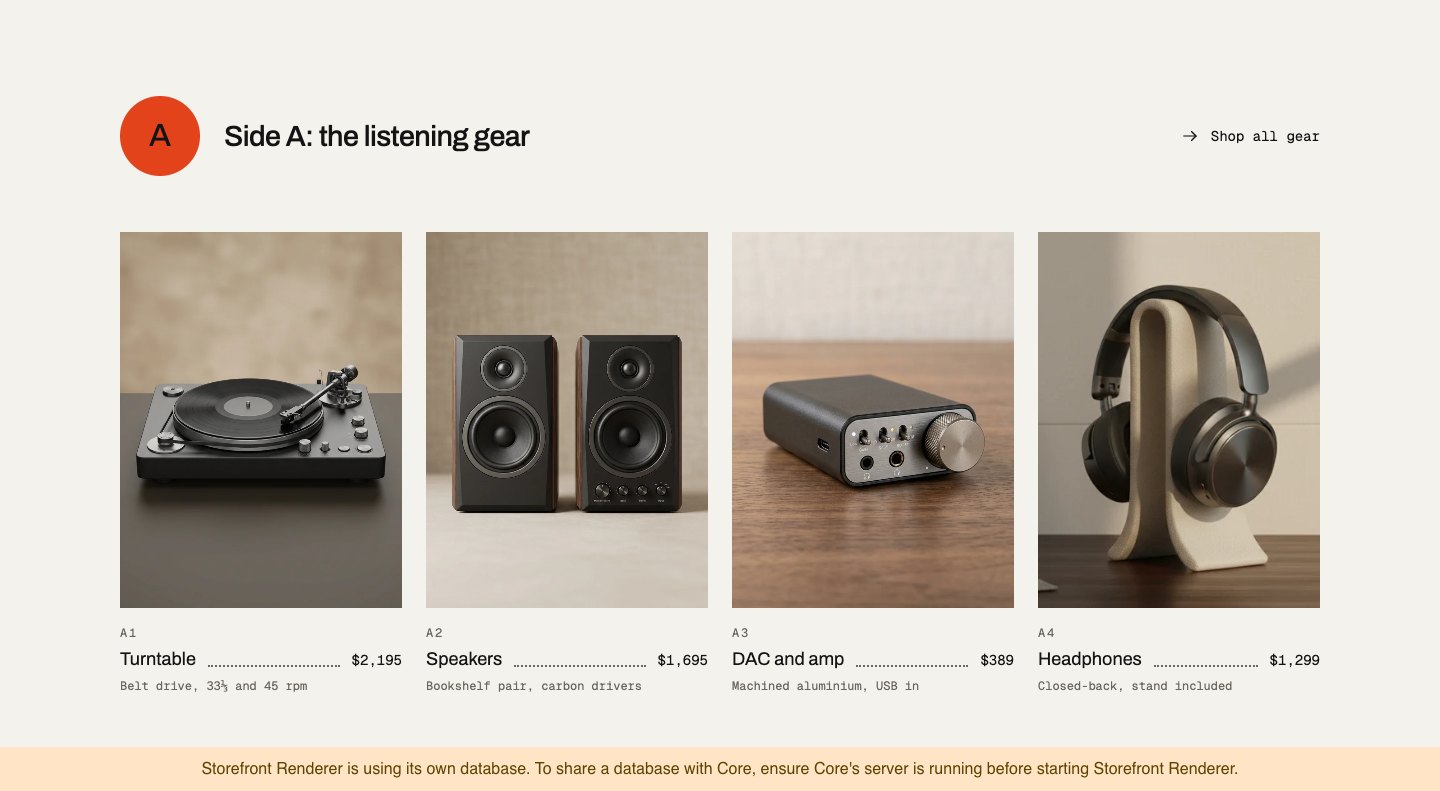 A
Side A: the listening gear
→ Shop all gear
A1
Turntable $2,195
Belt drive, 33⅓ and 45 rpm
A2
Speakers $1,695
Bookshelf pair, carbon drivers
A3
DAC and amp $389
Machined aluminium, USB in
A4
Headphones $1,299
Closed-back, stand included
Storefront Renderer is using its own database. To share a database with Core, ensure Core's server is running before starting Storefront Renderer.